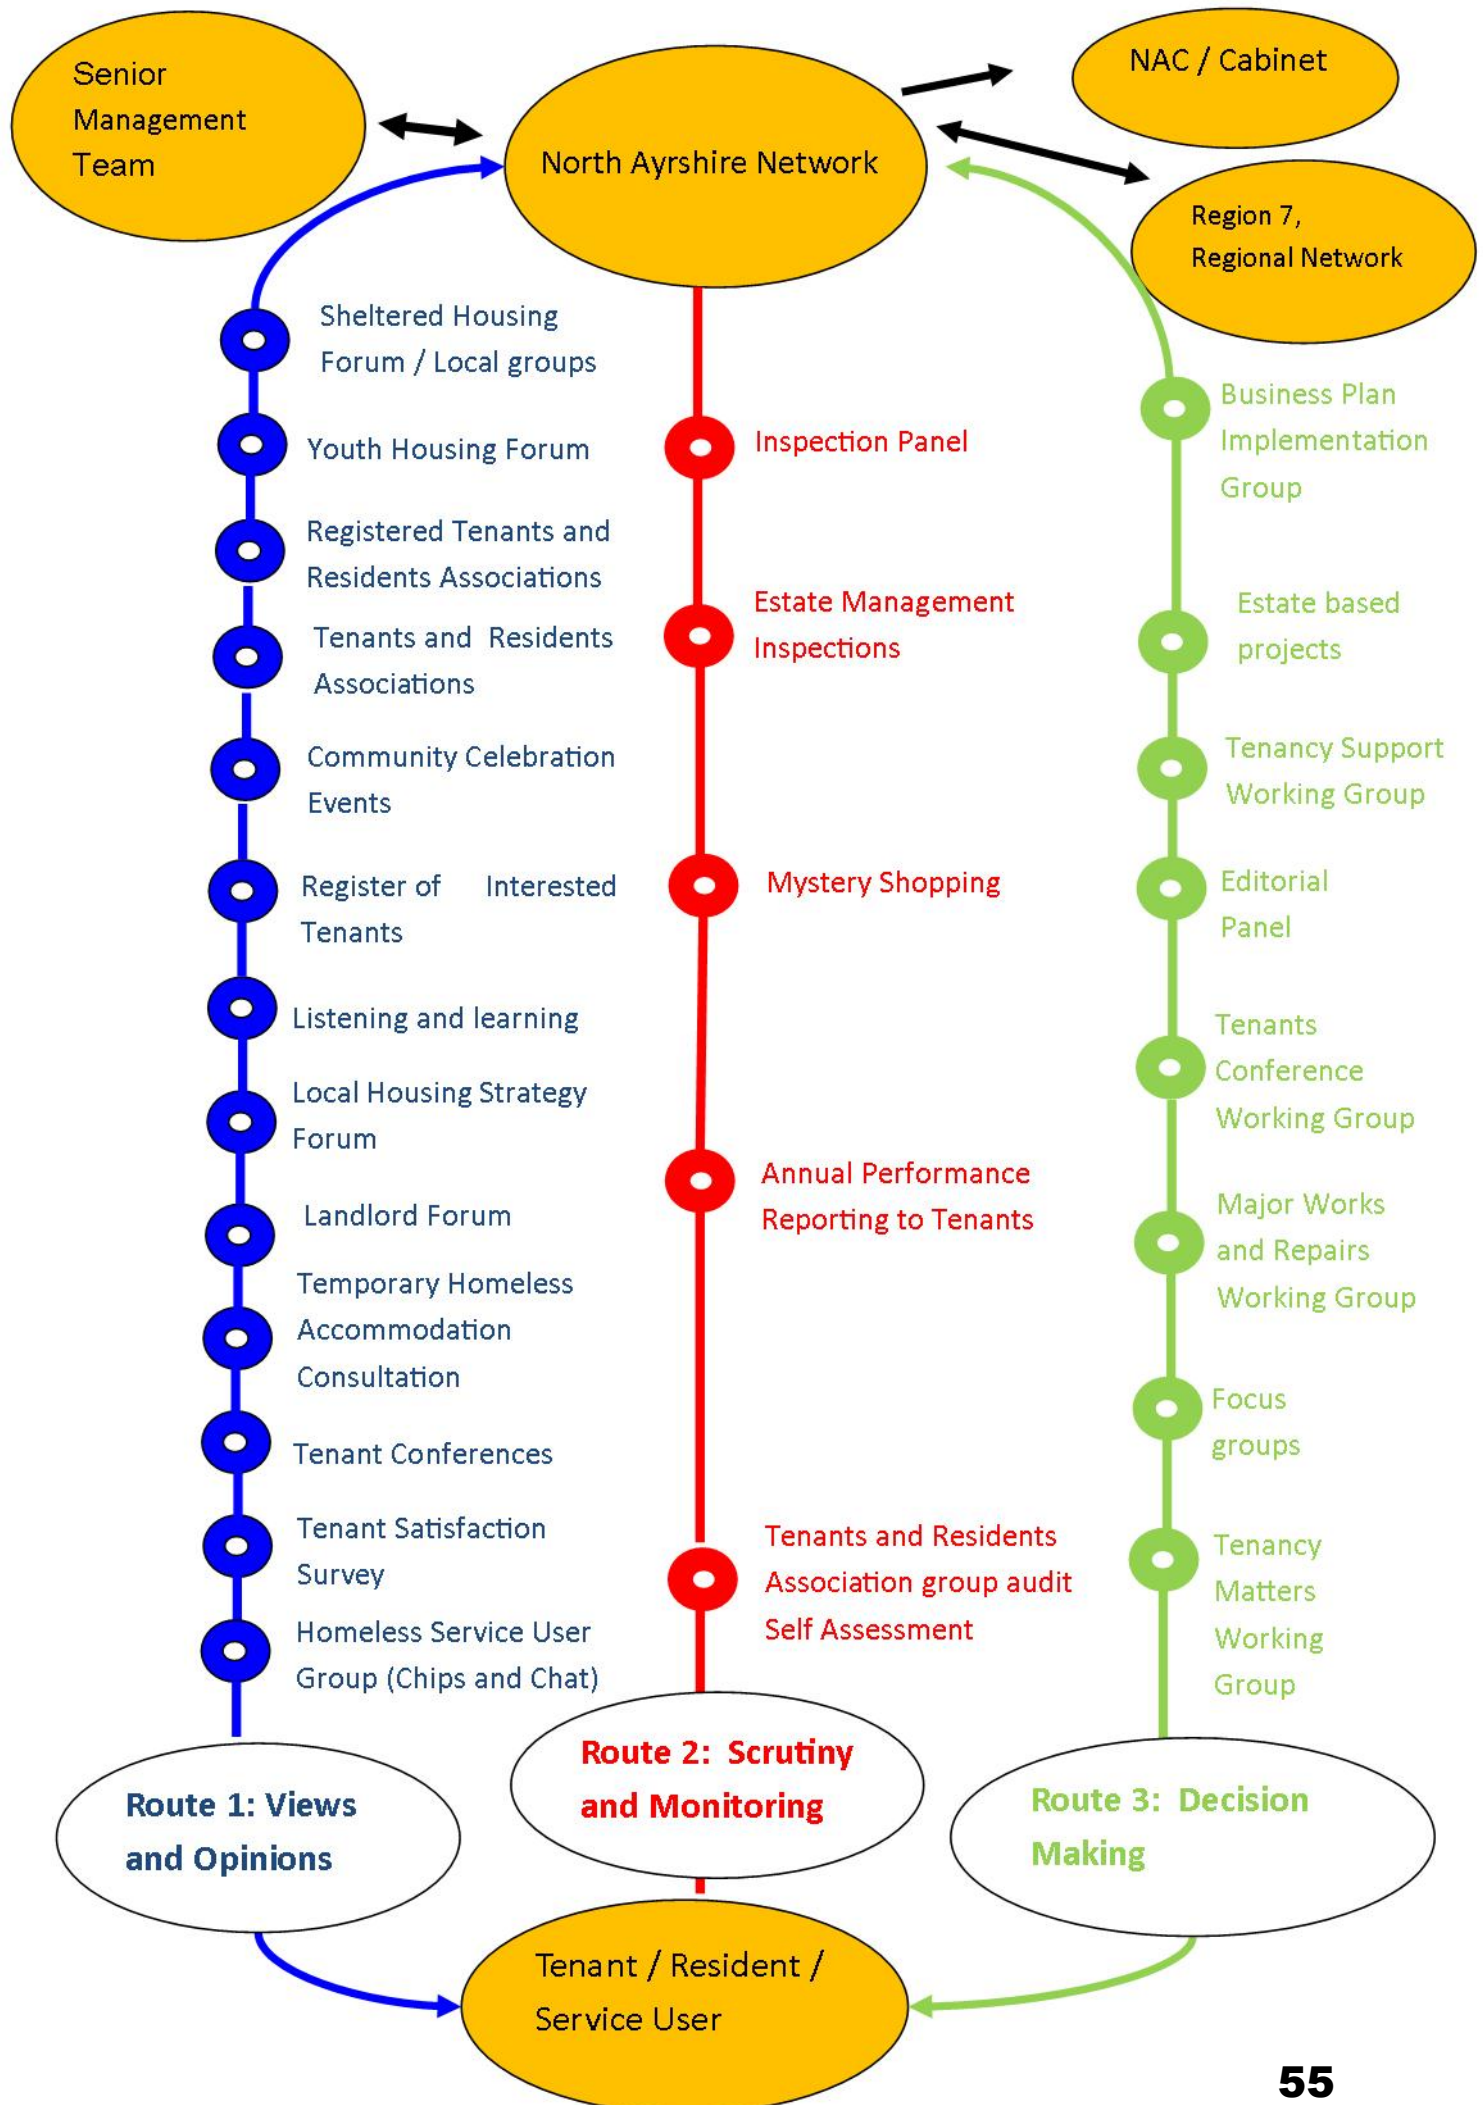 Senior
Management
Team
North Ayrshire Network
NAC / Cabinet
Region 7,
Regional Network
Sheltered Housing
Forum / Local groups
Youth Housing Forum
Registered Tenants and
Residents Associations
Tenants and Residents
Associations
Community Celebration
Events
Register of Interested
Tenants
Listening and learning
Local Housing Strategy
Forum
Landlord Forum
Temporary Homeless
Accommodation
Consultation
Tenant Conferences
Tenant Satisfaction
Survey
Homeless Service User
Group (Chips and Chat)
Route 1: Views
and Opinions
Inspection Panel
Estate Management
Inspections
Mystery Shopping
Annual Performance
Reporting to Tenants
Tenants and Residents
Association group audit
Self Assessment
Route 2: Scrutiny
and Monitoring
Business Plan
Implementation
Group
Estate based
projects
Tenancy Support
Working Group
Editorial
Panel
Tenants
Conference
Working Group
Major Works
and Repairs
Working Group
Focus
groups
Tenancy
Matters
Working
Group
Route 3: Decision
Making
Tenant / Resident /
Service User
55